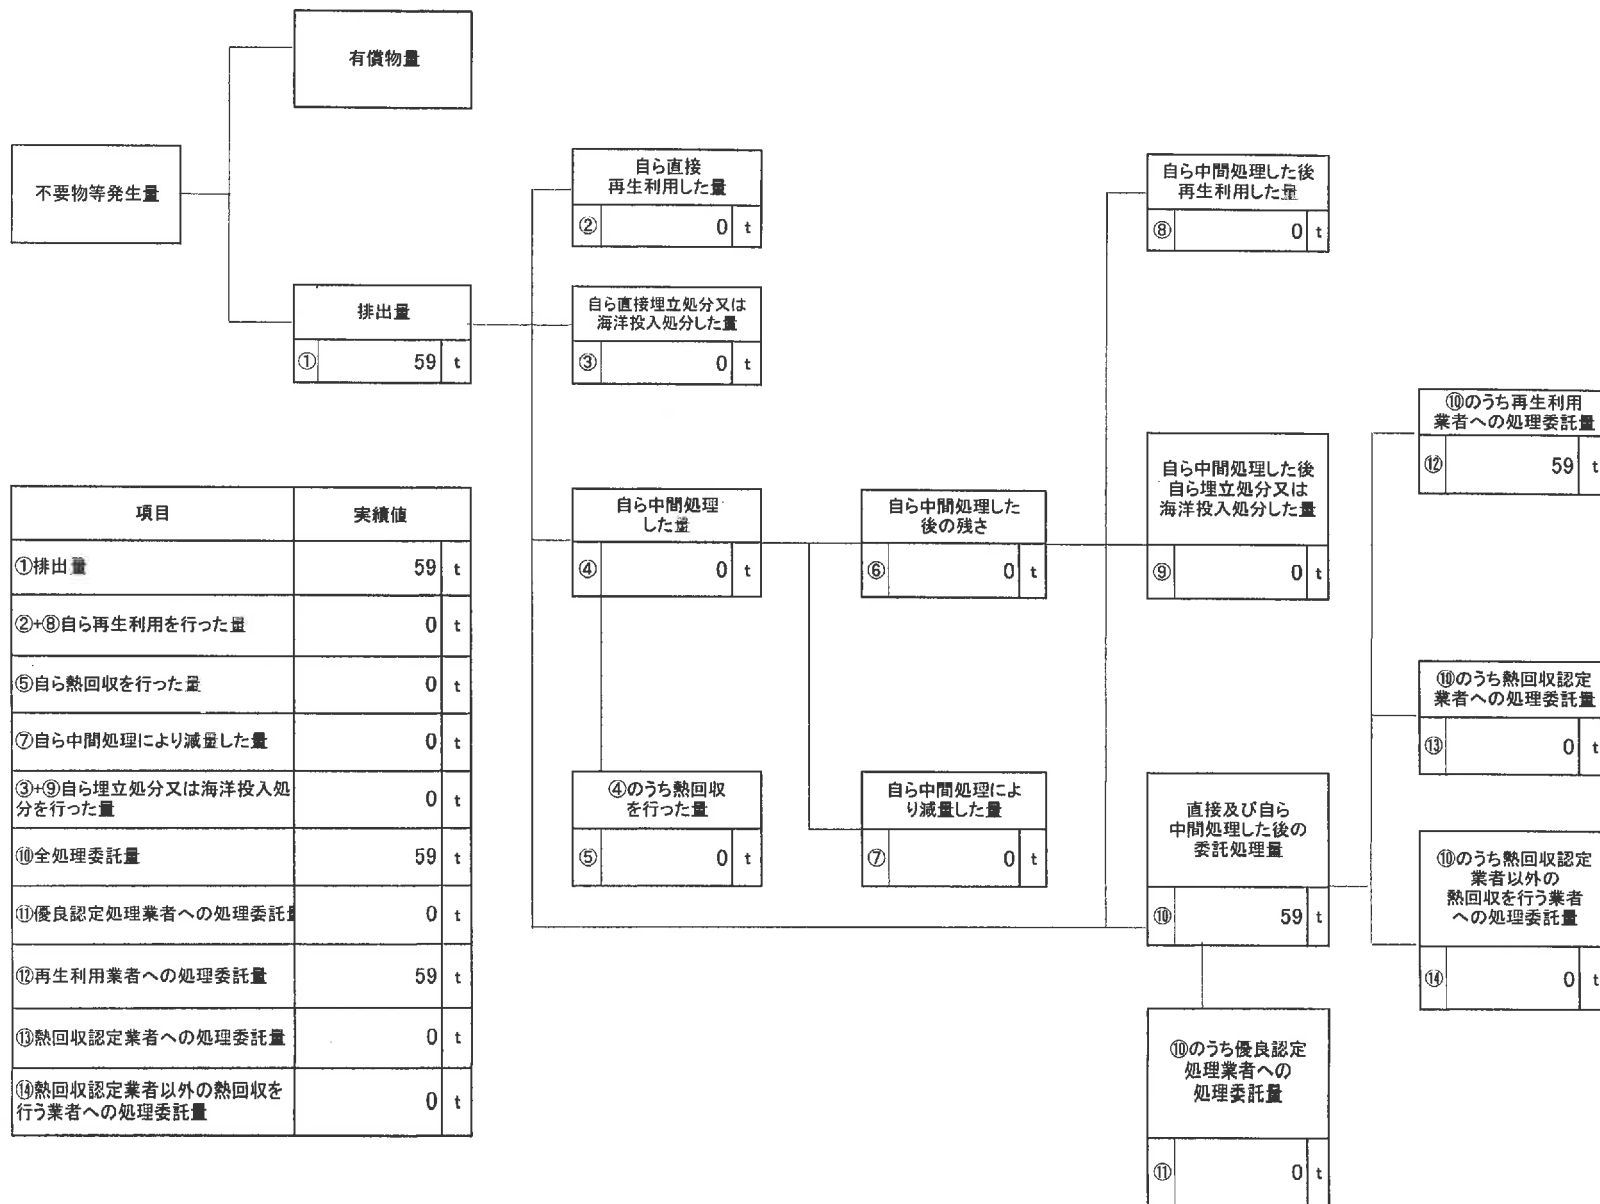 有償物量
不要物等発生量
排出量
① 59 t
自ら直接
再生利用した量
② 0 t
自ら直接埋立処分又は
海洋投入処分した量
③ 0 t
自ら中間処理
した量
④ 0 t
④のうち熱回収
を行った量
⑤ 0 t
自ら中間処理した
後の残さ
⑥ 0 t
自ら中間処理によ
り減量した量
⑦ 0 t
自ら中間処理した後
再生利用した量
⑧ 0 t
自ら中間処理した後
自ら埋立処分又は
海洋投入処分した量
⑨ 0 t
直接及び自ら
中間処理した後の
委託処理量
⑩ 59 t
⑩のうち優良認定
処理業者への
処理委託量
⑪ 0 t
⑩のうち再生利用
業者への処理委託量
⑫ 59 t
⑩のうち熱回収認定
業者への処理委託量
⑬ 0 t
⑩のうち熱回収認定
業者以外の
熱回収を行う業者
への処理委託量
⑭ 0 t
項目 実績値
①排出量 59 t
②+⑧自ら再生利用を行った量 0 t
⑤自ら熱回収を行った量 0 t
⑦自ら中間処理により減量した量 0 t
③+⑨自ら埋立処分又は海洋投入処
分を行った量 0 t
⑩全処理委託量 59 t
⑪優良認定処理業者への処理委託量 0 t
⑫再生利用業者への処理委託量 59 t
⑬熱回収認定業者への処理委託量 0 t
⑭熱回収認定業者以外の熱回収を
行う業者への処理委託量 0 t